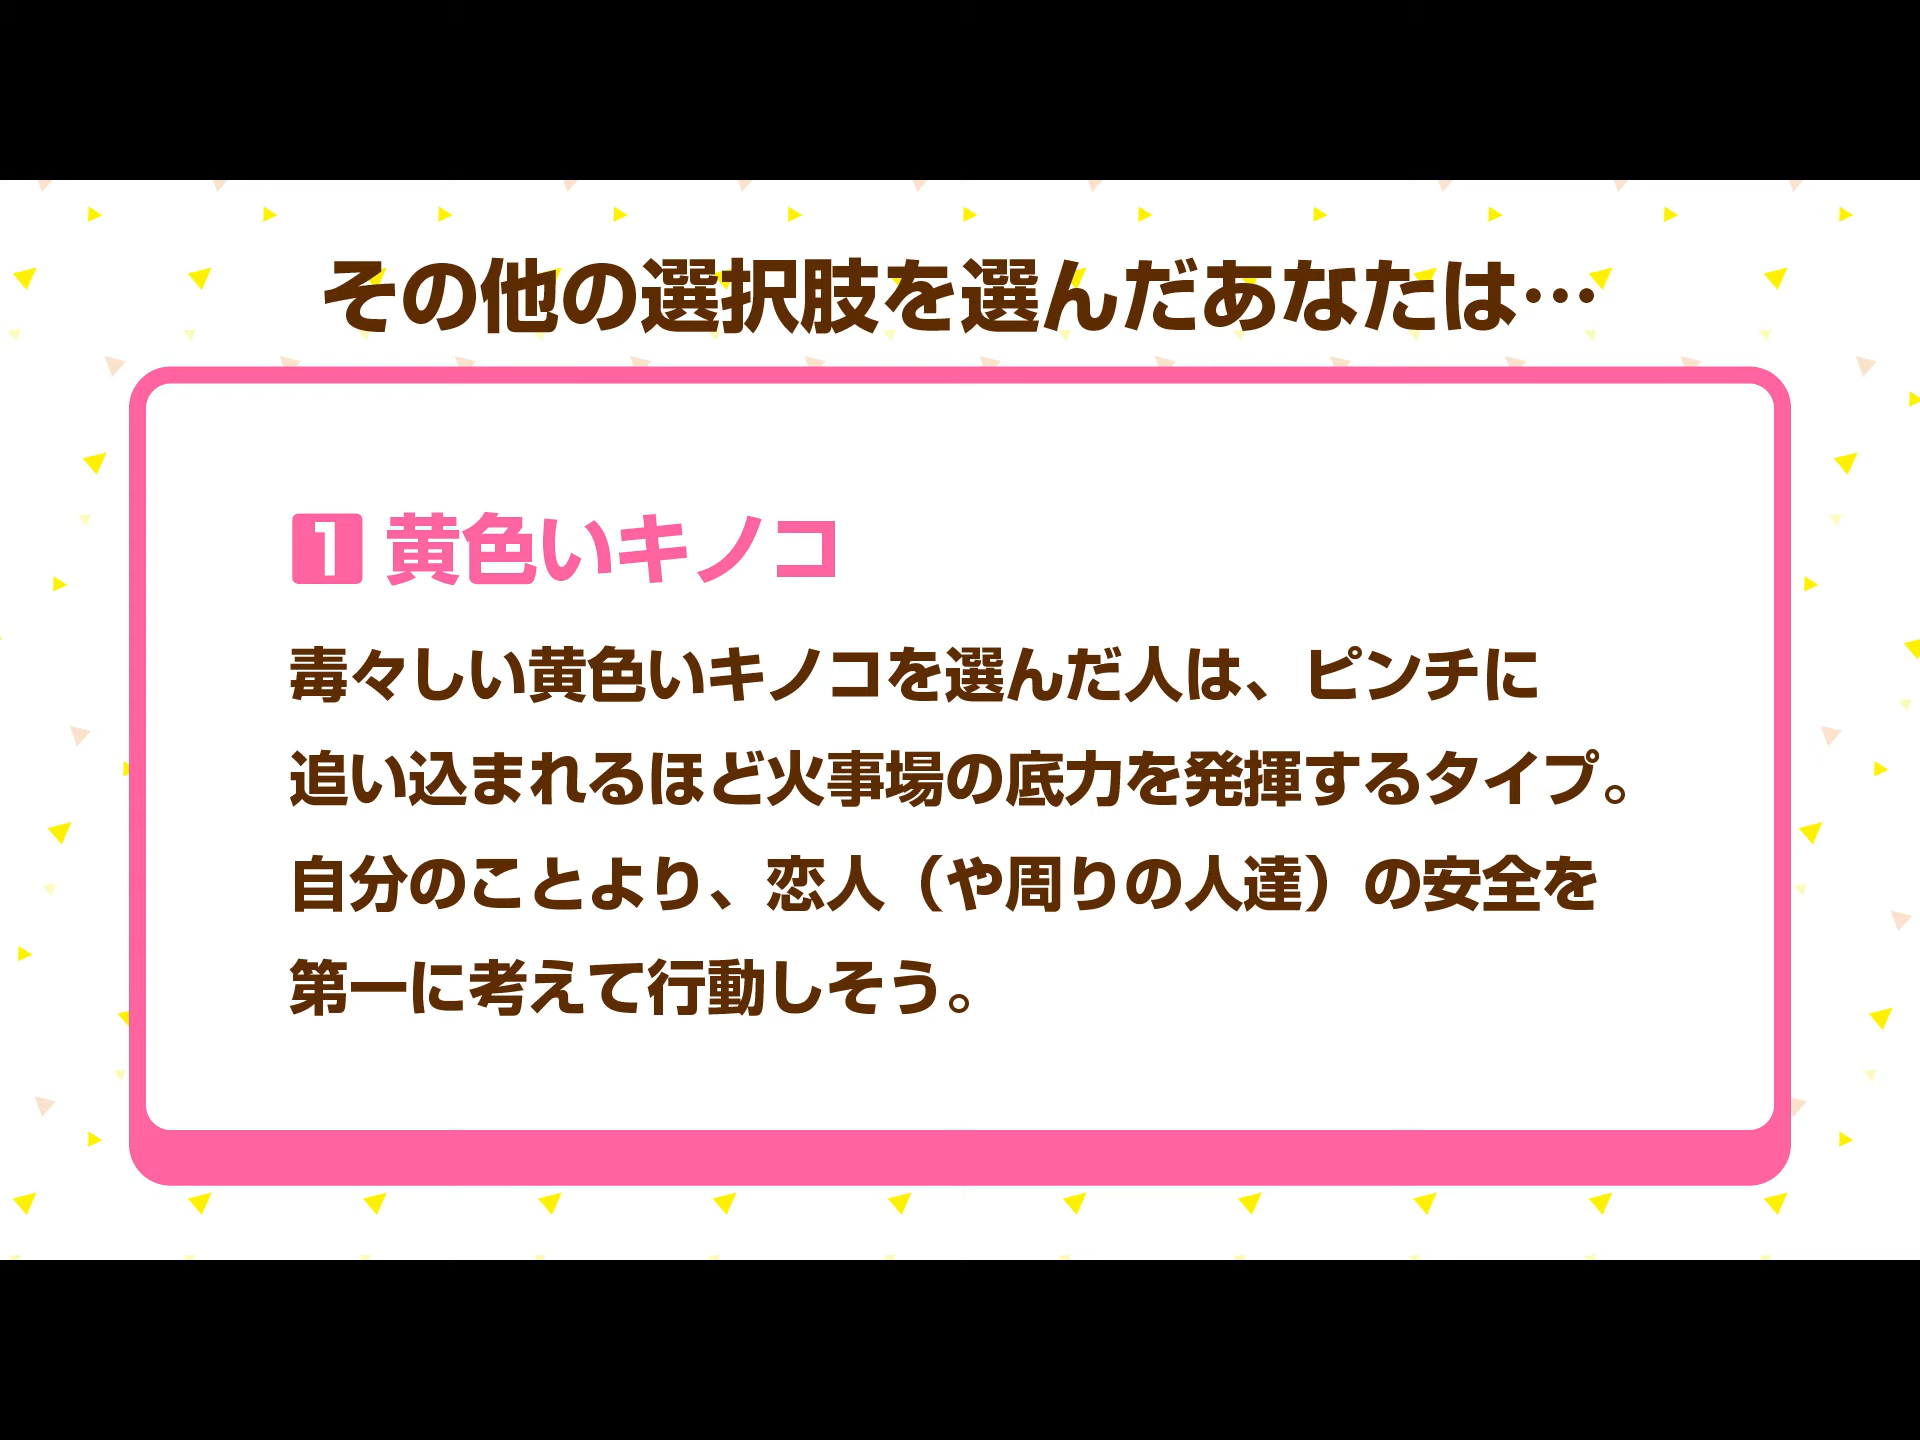 その他の選択肢を選んだあなたは…
1 黄色いキノコ
毒々しい黄色いキノコを選んだ人は、ピンチに
追い込まれるほど火事場の底力を発揮するタイプ。
自分のことより、恋人（や周りの人達）の安全を
第一に考えて行動しそう。